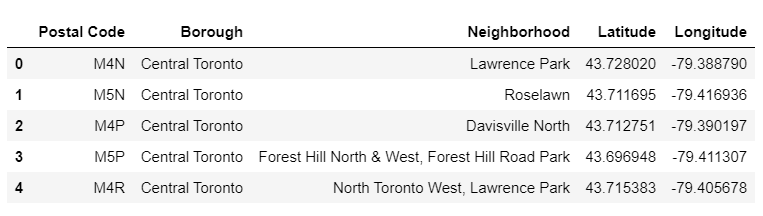 Postal Code Borough Neighborhood Latitude Longitude
0 M4N Central Toronto Lawrence Park 43.728020 -79.388790
1 M5N Central Toronto Roselawn 43.711695 -79.416936
2 M4P Central Toronto Davisville North 43.712751 -79.390197
3 M5P Central Toronto Forest Hill North & West, Forest Hill Road Park 43.696948 -79.411307
4 M4R Central Toronto North Toronto West, Lawrence Park 43.715383 -79.405678